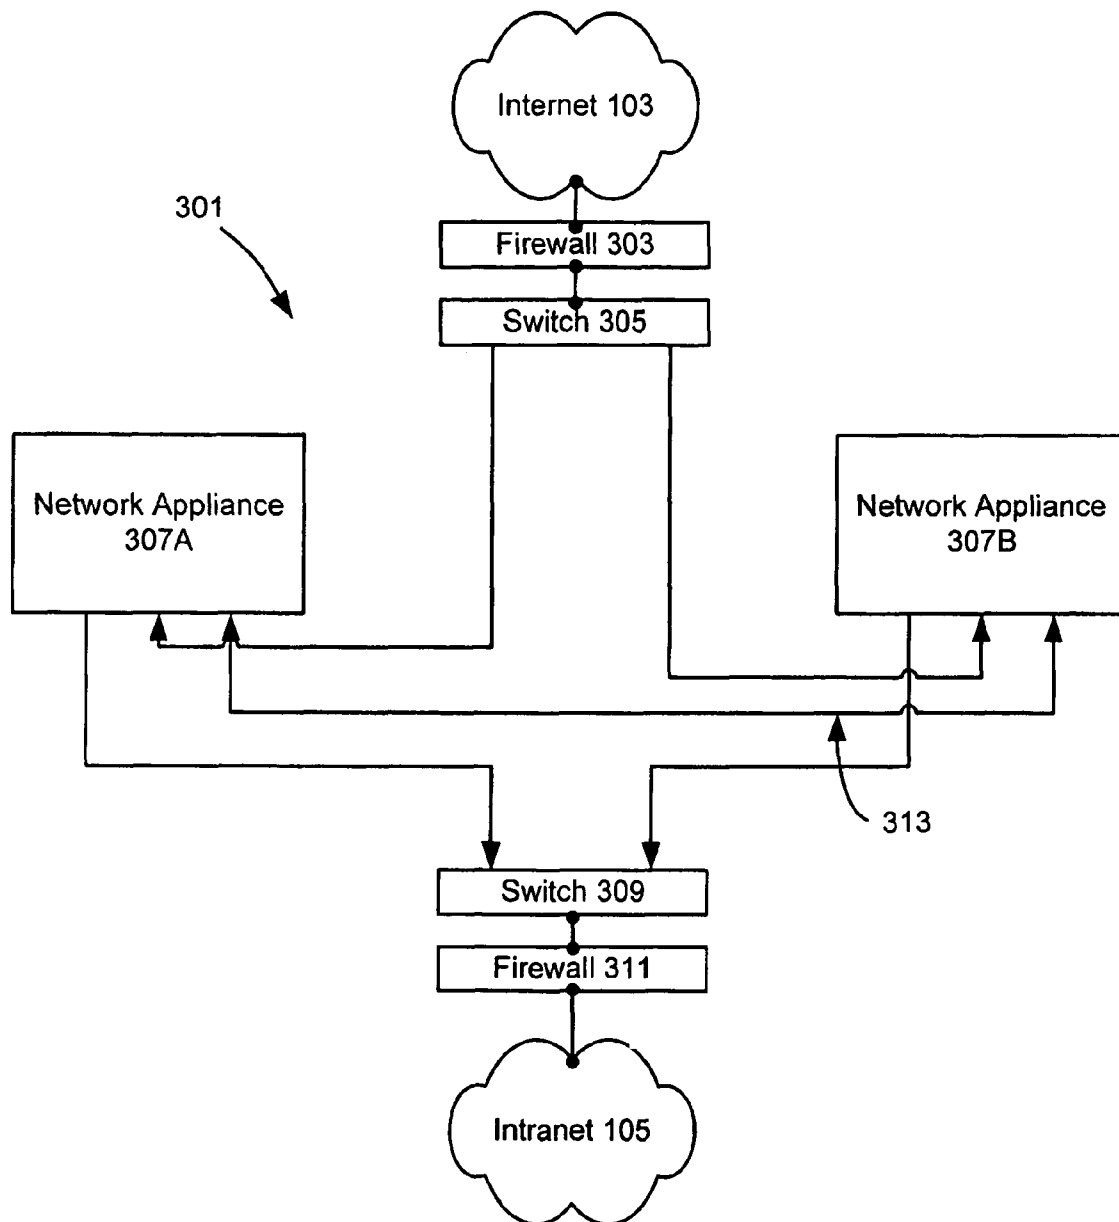 Internet 103
301
Firewall 303
Switch 305
Network Appliance
307A
Network Appliance
307B
313
Switch 309
Firewall 311
Intranet 105